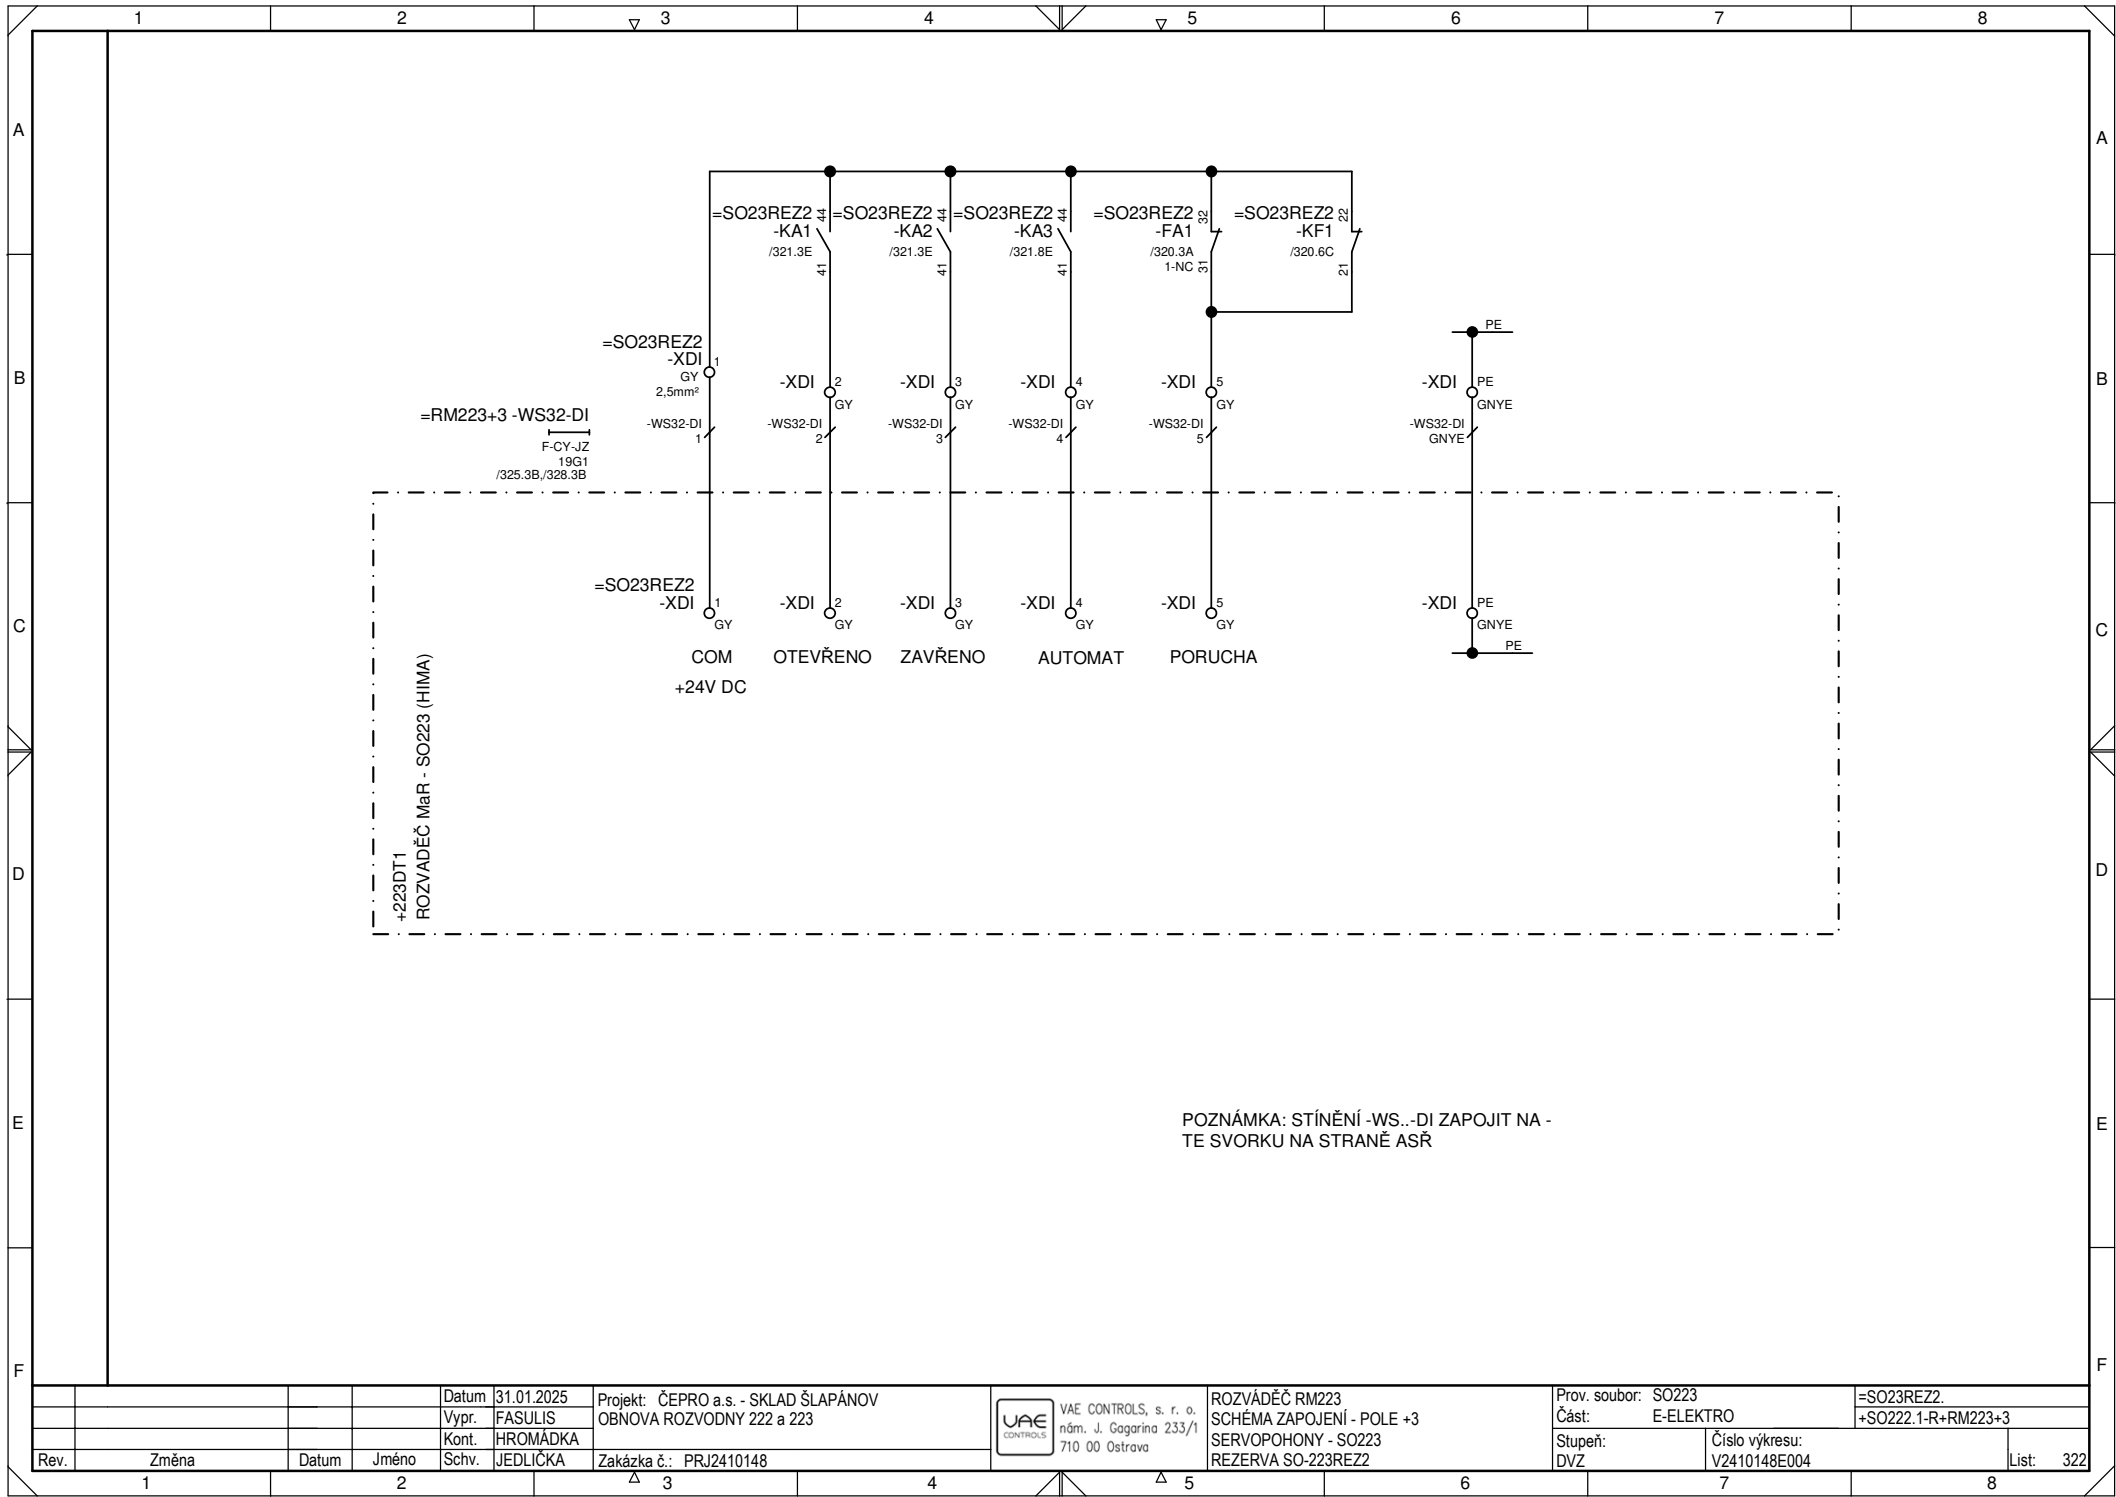 1 2 3 4 5 6 7 8
A A
=SO23REZ2 44 =SO23REZ2 44 =SO23REZ2 44 =SO23REZ2 32 =SO23REZ2 22
-KA1 -KA2 -KA3 -FA1 -KF1
/321.3E /321.3E /321.8E /320.3A /320.6C
41 41 41 1-NC 31 21
PE
=SO23REZ2
-XDI 1
GY
2,5mm²
B B
-XDI 2 -XDI 3 -XDI 4 -XDI 5 -XDI PE
GY GY GY GY GNYE
=RM223+3 -WS32-DI
-WS32-DI -WS32-DI -WS32-DI -WS32-DI -WS32-DI -WS32-DI
1 2 3 4 5 GNYE
F-CY-JZ
19G1
/325.3B,/328.3B
=SO23REZ2
-XDI 1 -XDI 2 -XDI 3 -XDI 4 -XDI 5 -XDI PE
GY GY GY GY GY GNYE
C C
PE
COM OTEVŘENO ZAVŘENO AUTOMAT PORUCHA
+24V DC
+223DT1
ROZVADĚČ MaR - SO223 (HIMA)
D D
POZNÁMKA: STÍNĚNÍ -WS..-DI ZAPOJIT NA -
TE SVORKU NA STRANĚ ASŘ
E E
F F
Datum 31.01.2025
Vypr. FASULIS
Kont. HROMÁDKA
Rev. Změna Datum Jméno Schv. JEDLIČKA
Projekt: ČEPRO a.s. - SKLAD ŠLAPÁNOV
OBNOVA ROZVODNY 222 a 223
Zakázka č.: PRJ2410148
VAE
CONTROLS
VAE CONTROLS, s. r. o.
nám. J. Gagarina 233/1
710 00 Ostrava
ROZVÁDĚČ RM223
SCHÉMA ZAPOJENÍ - POLE +3
SERVOPOHONY - SO223
REZERVA SO-223REZ2
Prov. soubor: SO223
Část: E-ELEKTRO
Stupeň:
DVZ
=SO23REZ2.
+SO222.1-R+RM223+3
Číslo výkresu:
V2410148E004
List: 322
1 2 3 4 5 6 7 8